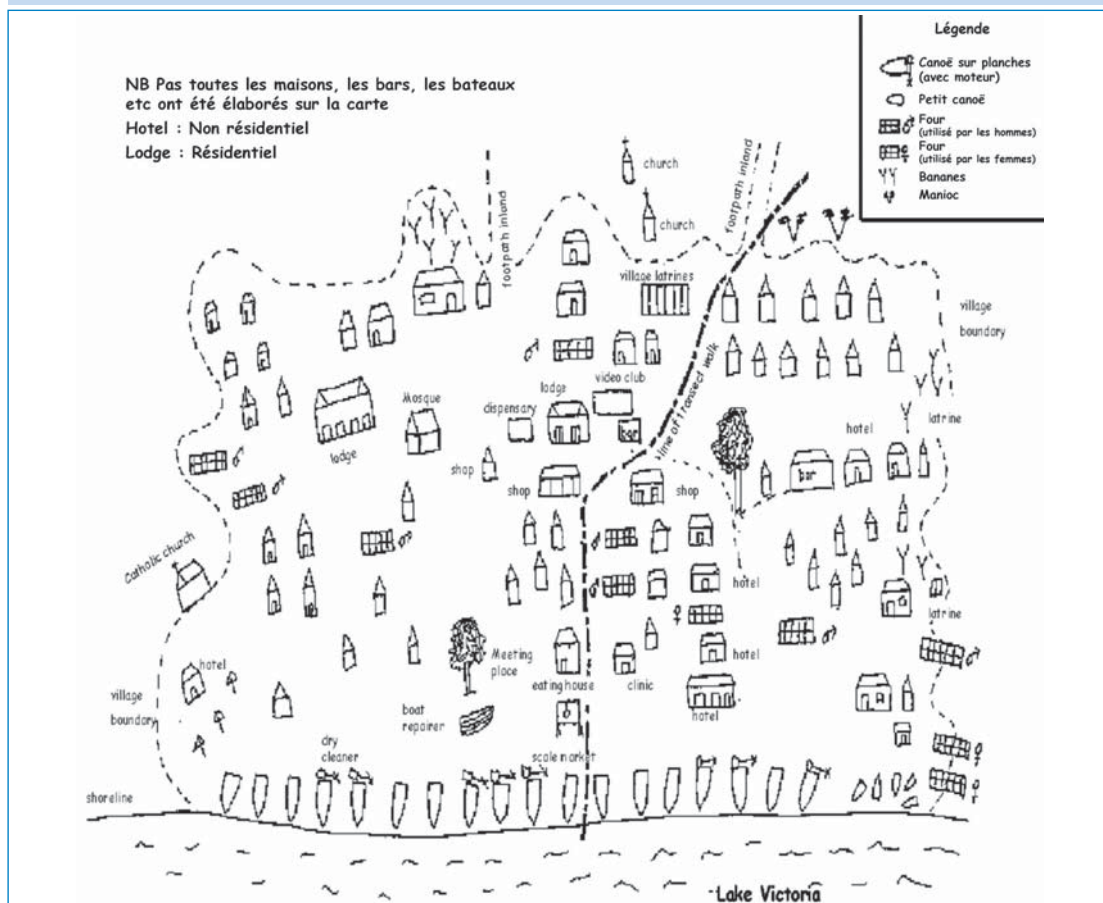 NB Pas toutes les maisons, les bars, les bateaux
etc ont été élaborés sur la carte
Hotel : Non résidentiel
Lodge : Résidentiel
Légende
Canoë sur planches
(avec moteur)
Petit canoë
Four
(utilisé par les hommes)
Four
(utilisé par les femmes)
Bananes
Manioc
church
church
footpath inland
footpath inland
village latrines
village
boundary
line of transect walk
video club
lodge
Mosque
dispensary
bar
lodge
hotel
latrine
bar
shop
shop
shop
Catholic church
hotel
latrine
Meeting
place
eating house
clinic
hotel
hotel
hotel
village
boundary
boat
repairer
dry
cleaner
scale market
shoreline
Lake Victoria